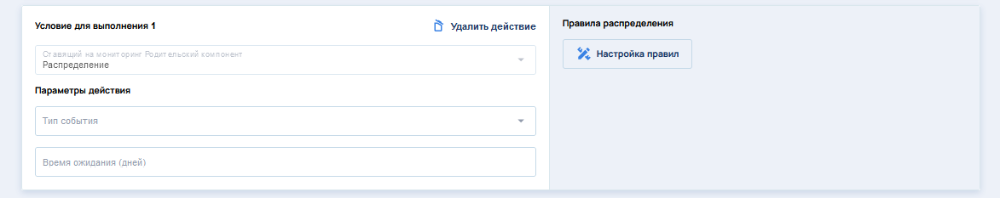 Условие для выполнения 1
Удалить действие
Ставящий на мониторинг Родительский компонент
Распределение
Параметры действия
Тип события
Время ожидания (дней)
Правила распределения
Настройка правил